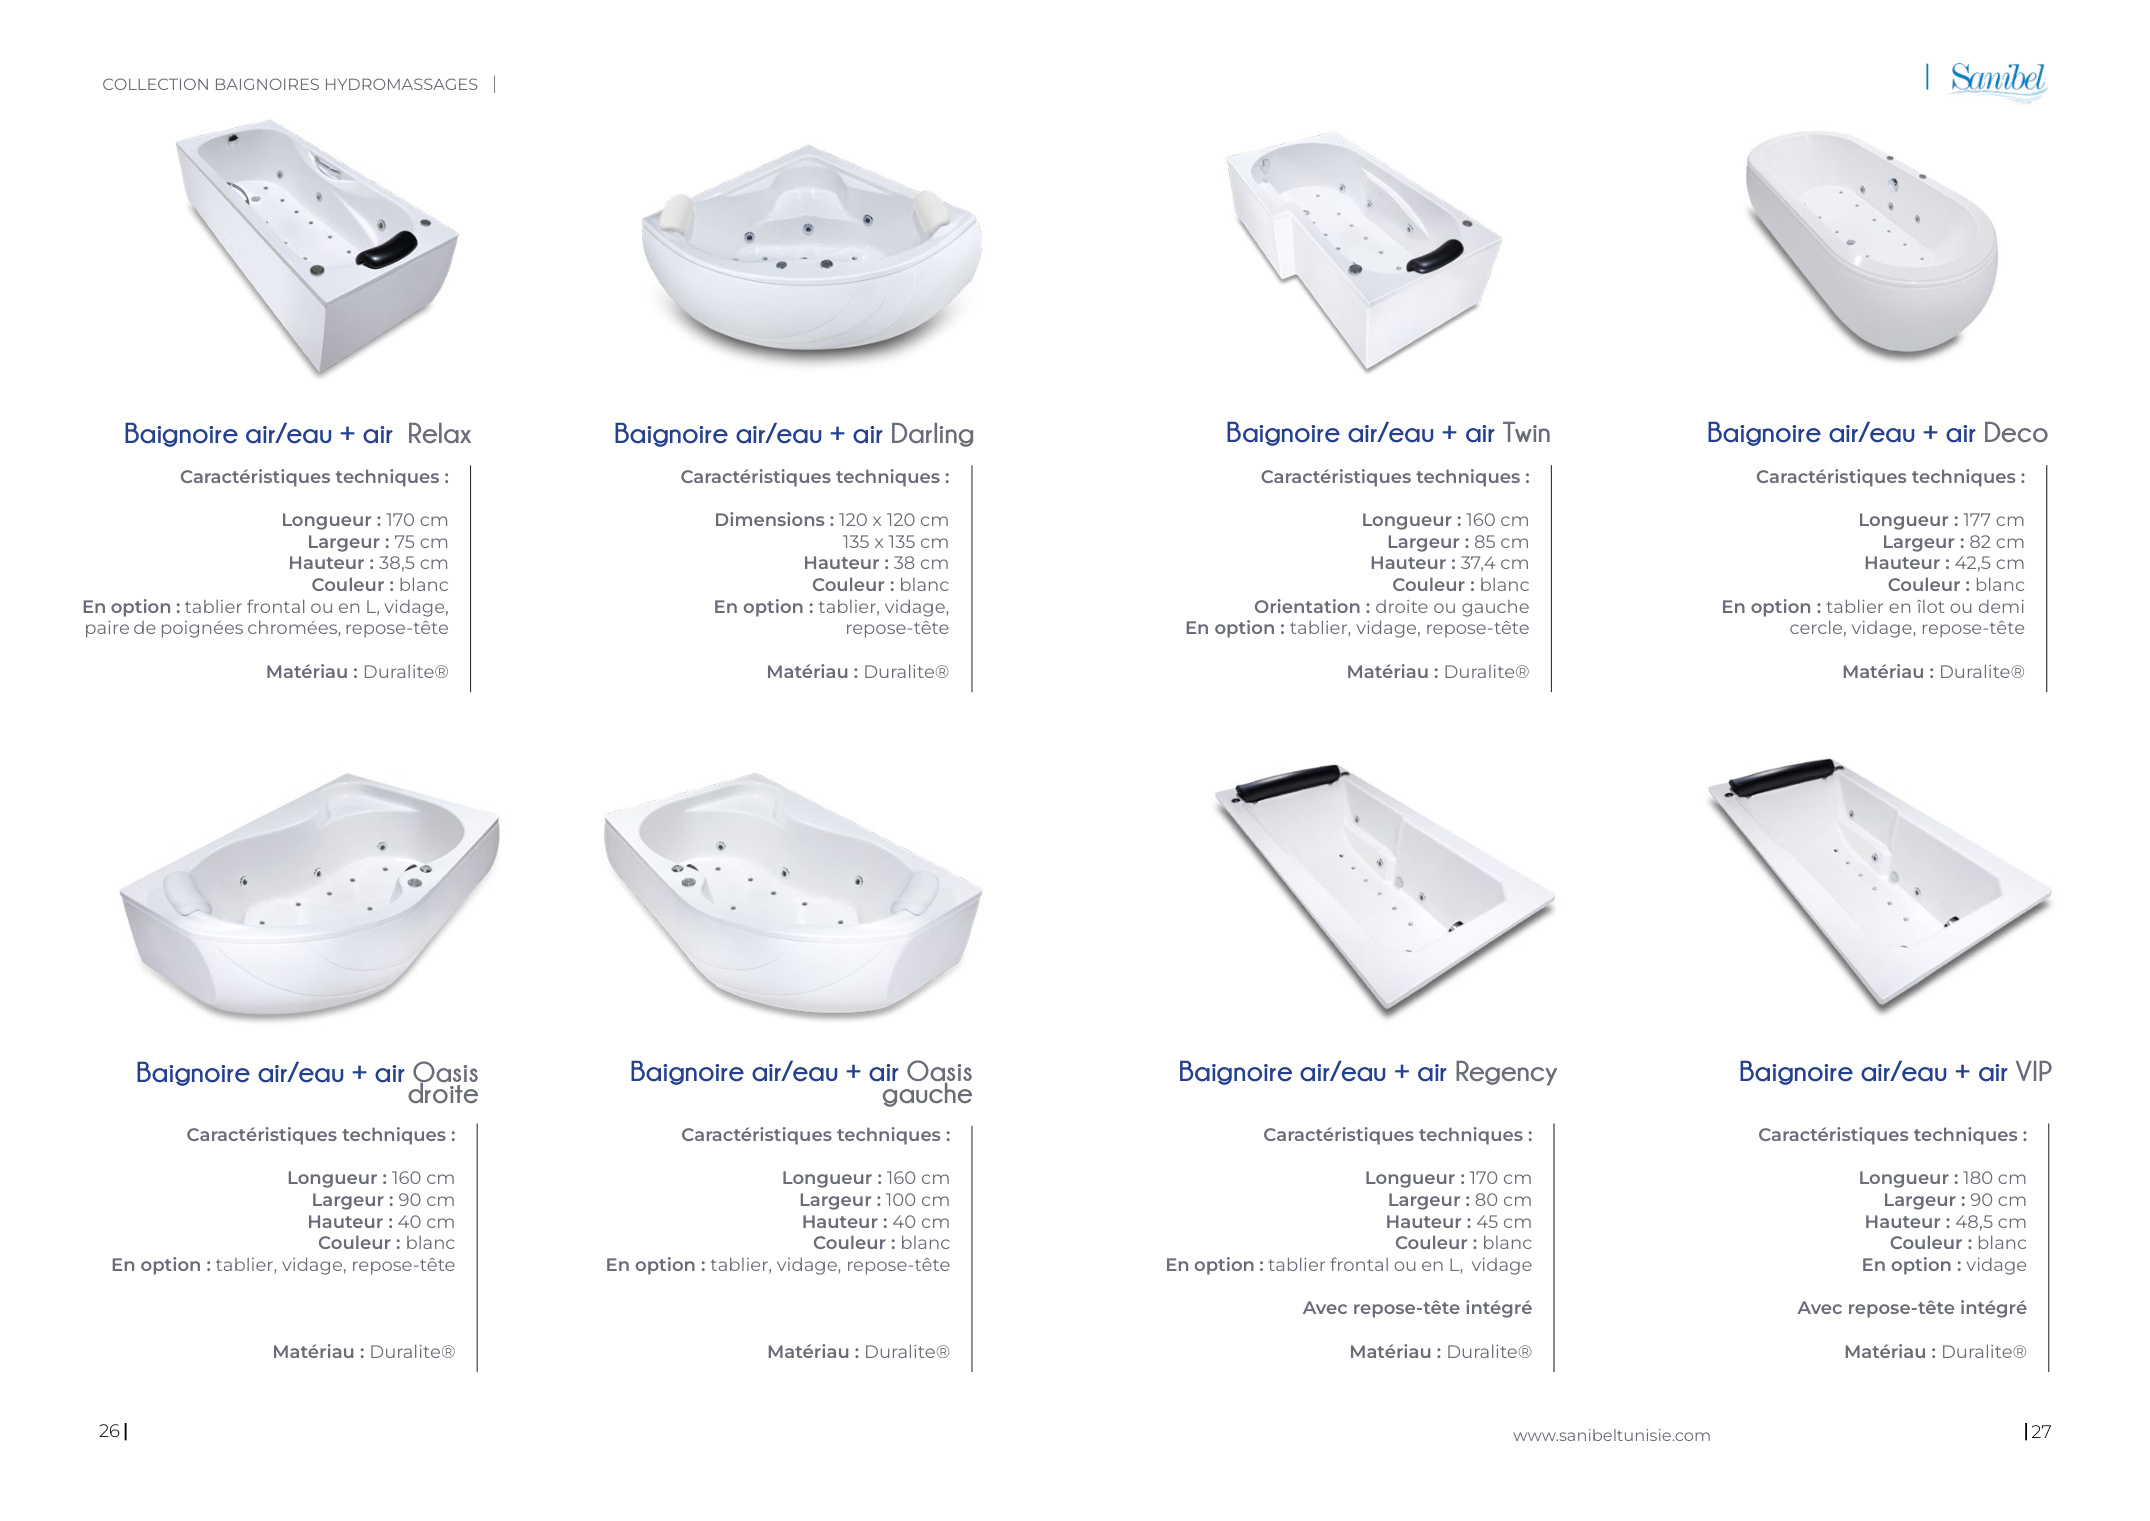 COLLECTION BAIGNOIRES HYDROMASSAGES
Sanibel
Baignoire air/eau + air Relax
Caractéristiques techniques :
Longueur : 170 cm
Largeur : 75 cm
Hauteur : 38,5 cm
Couleur : blanc
En option : tablier frontal ou en L, vidage,
paire de poignées chromées, repose-tête
Matériau : Duralite®
Baignoire air/eau + air Darling
Caractéristiques techniques :
Dimensions : 120 x 120 cm
135 x 135 cm
Hauteur : 38 cm
Couleur : blanc
En option : tablier, vidage,
repose-tête
Matériau : Duralite®
Baignoire air/eau + air Twin
Caractéristiques techniques :
Longueur : 160 cm
Largeur : 85 cm
Hauteur : 37,4 cm
Couleur : blanc
Orientation : droite ou gauche
En option : tablier, vidage, repose-tête
Matériau : Duralite®
Baignoire air/eau + air Deco
Caractéristiques techniques :
Longueur : 177 cm
Largeur : 82 cm
Hauteur : 42,5 cm
Couleur : blanc
En option : tablier en îlot ou demi
cercle, vidage, repose-tête
Matériau : Duralite®
Baignoire air/eau + air Oasis
droite
Caractéristiques techniques :
Longueur : 160 cm
Largeur : 90 cm
Hauteur : 40 cm
Couleur : blanc
En option : tablier, vidage, repose-tête
Matériau : Duralite®
Baignoire air/eau + air Oasis
gauche
Caractéristiques techniques :
Longueur : 160 cm
Largeur : 100 cm
Hauteur : 40 cm
Couleur : blanc
En option : tablier, vidage, repose-tête
Matériau : Duralite®
Baignoire air/eau + air Regency
Caractéristiques techniques :
Longueur : 170 cm
Largeur : 80 cm
Hauteur : 45 cm
Couleur : blanc
En option : tablier frontal ou en L, vidage
Avec repose-tête intégré
Matériau : Duralite®
Baignoire air/eau + air VIP
Caractéristiques techniques :
Longueur : 180 cm
Largeur : 90 cm
Hauteur : 48,5 cm
Couleur : blanc
En option : vidage
Avec repose-tête intégré
Matériau : Duralite®
26
www.sanibeltunisie.com
27